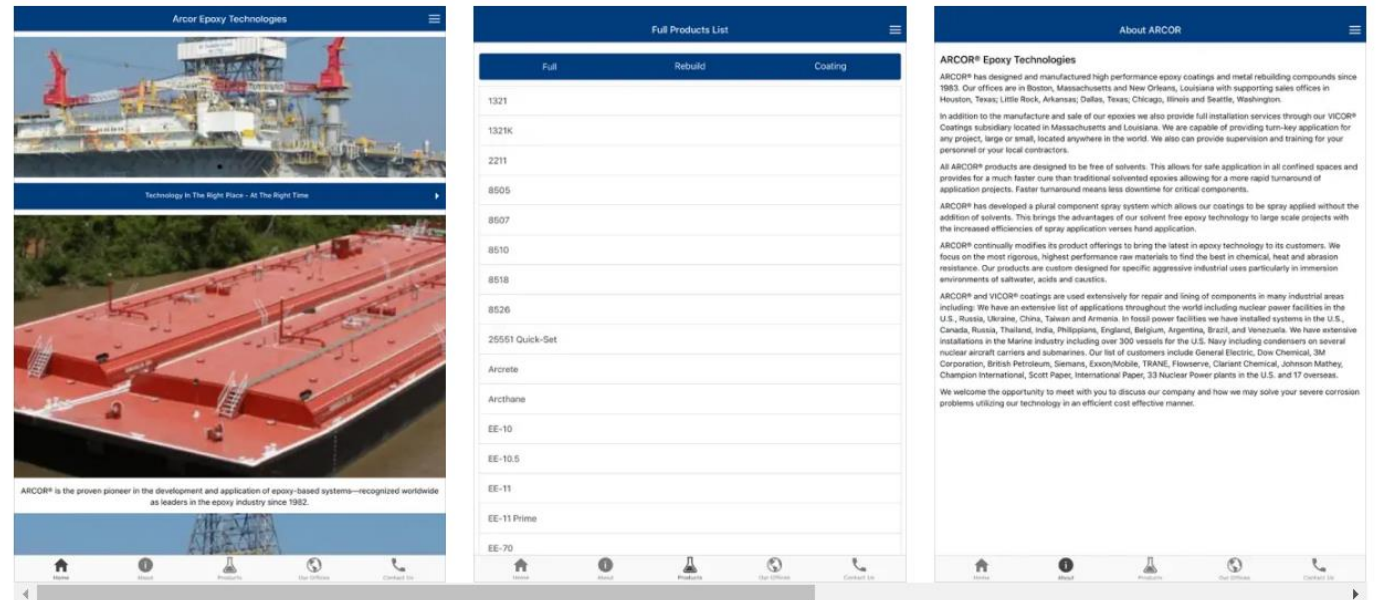 Arcor Epoxy Technologies
Technology In The Right Place - At The Right Time
ARCOR® is the proven pioneer in the development and application of epoxy-based systems—recognized worldwide
as leaders in the epoxy industry since 1982.
Home About Products Our Offices Contact Us
Full Products List
Full Rebuild Coating
1321
1321K
2211
8505
8507
8510
8518
8526
25551 Quick-Set
Arcrete
Arcthane
EE-10
EE-10.5
EE-11
EE-11 Prime
EE-70
Home About Products Our Offices Contact Us
About ARCOR
ARCOR® Epoxy Technologies
ARCOR® has designed and manufactured high performance epoxy coatings and metal rebuilding compounds since
1983. Our offices are in Boston, Massachusetts and New Orleans, Louisiana with supporting sales offices in
Houston, Texas; Little Rock, Arkansas; Dallas, Texas; Chicago, Illinois and Seattle, Washington.
In addition to the manufacture and sale of our epoxies we also provide full installation services through our VICOR®
Coatings subsidiary located in Massachusetts and Louisiana. We are capable of providing turn-key application for
any project, large or small, located anywhere in the world. We also can provide supervision and training for your
personnel or your local contractors.
All ARCOR® products are designed to be free of solvents. This allows for safe application in all confined spaces and
provides for a much faster cure than traditional solvented epoxies allowing for a more rapid turnaround of
application projects. Faster turnaround means less downtime for critical components.
ARCOR® has developed a plural component spray system which allows our coatings to be spray applied without the
addition of solvents. This brings the advantages of our solvent free epoxy technology to large scale projects with
the increased efficiencies of spray application verses hand application.
ARCOR® continually modifies its product offerings to bring the latest in epoxy technology to its customers. We
focus on the most rigorous, highest performance raw materials to find the best in chemical, heat and abrasion
resistance. Our products are custom designed for specific aggressive industrial uses particularly in immersion
environments of saltwater, acids and caustics.
ARCOR® and VICOR® coatings are used extensively for repair and lining of components in many industrial areas
including: We have an extensive list of applications throughout the world including nuclear power facilities in the
U.S., Russia, Ukraine, China, Taiwan and Armenia. In fossil power facilities we have installed systems in the U.S.,
Canada, Russia, Thailand, India, Philippians, England, Belgium, Argentina, Brazil, and Venezuela. We have extensive
installations in the Marine industry including over 300 vessels for the U.S. Navy including condensers on several
nuclear aircraft carriers and submarines. Our list of customers include General Electric, Dow Chemical, 3M
Corporation, British Petroleum, Siemans, Exxon/Mobile, TRANE, Flowserve, Clariant Chemical, Johnson Mathey,
Champion International, Scott Paper, International Paper, 33 Nuclear Power plants in the U.S. and 17 overseas.
We welcome the opportunity to meet with you to discuss our company and how we may solve your severe corrosion
problems utilizing our technology in an efficient cost effective manner.
Home About Products Our Offices Contact Us